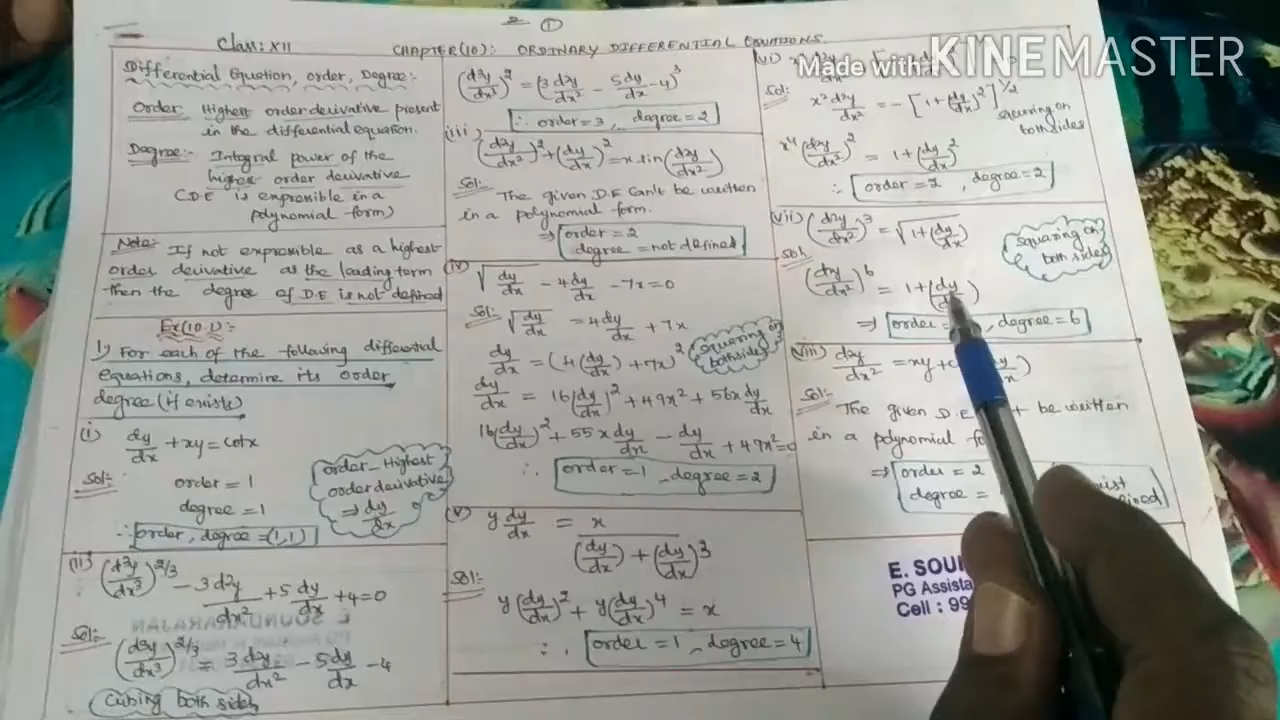 2 ①
Class: XII
CHAPTER(10): ORDINARY DIFFERENTIAL EQUATIONS.
Made with KINEMASTER
Differential Equation, order, Degree:-
Order: Highest order derivative present
in the differential equation.
Degree:- Integral power of the
highest order derivative
(D.E is expressible in a
polynomial form)
Note:- If not expressible as a highest
order derivative as the leading term
then the degree of D.E is not defined
Ex(10.1):-
1) For each of the following differential
equations, determine its order
degree (if exists)
(i) dy/dx + xy = cotx
Sol:- order = 1
degree = 1
∴ order, degree = (1,1)
order - Highest
order derivative
⇒ dy/dx
(ii) (d³y/dx³)^2/3 - 3 d²y/dx² + 5 dy/dx + 4 = 0
Sol:- (d³y/dx³)^2/3 = 3 d²y/dx² - 5 dy/dx - 4
Cubing both sides
(d³y/dx³)² = (3 d²y/dx² - 5 dy/dx - 4)³
∴ order = 3, degree = 2
(iii) (d²y/dx²)² + (dy/dx)² = x sin(d²y/dx²)
Sol:- The given D.E can't be written
in a polynomial form.
⇒ order = 2
degree = not defined
iv) √dy/dx - 4 dy/dx - 7x = 0
Sol:- √dy/dx = 4 dy/dx + 7x
dy/dx = (4(dy/dx) + 7x)²
squaring on
both sides
dy/dx = 16(dy/dx)² + 49x² + 56x dy/dx
16(dy/dx)² + 55x dy/dx - dy/dx + 49x² = 0
∴ order = 1, degree = 2
(v) y dy/dx = x / (dy/dx) + (dy/dx)³
Sol:-
y(dy/dx)² + y(dy/dx)⁴ = x
∴ order = 1, degree = 4
Sol: x² d²y/dx² = - [1 + (dy/dx)²]^1/2
squaring on
both sides
x⁴(d²y/dx²)² = 1 + (dy/dx)²
∴ order = 2, degree = 2
(vii) (d²y/dx²)³ = √1 + (dy/dx)
squaring on
both sides
Sol
(d²y/dx²)⁶ = 1 + (dy
⇒ order = , degree = 6
(viii) d²y/dx² = xy +
Sol:- The given D.E be written
in a polynomial
⇒ order = 2
degree =
E. SOU
PG Assista
Cell : 99